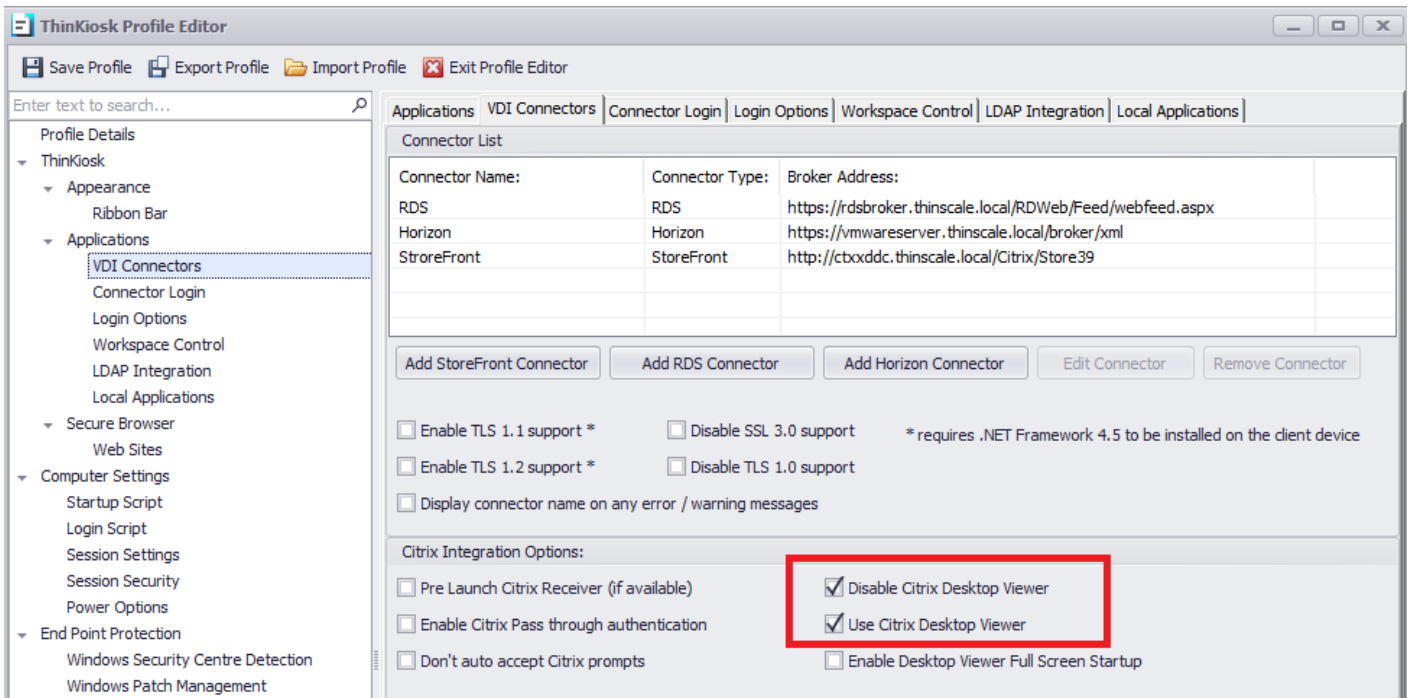 ThinKiosk Profile Editor
Save Profile Export Profile Import Profile Exit Profile Editor
Enter text to search...
Profile Details
ThinKiosk
Appearance
Ribbon Bar
Applications
VDI Connectors
Connector Login
Login Options
Workspace Control
LDAP Integration
Local Applications
Secure Browser
Web Sites
Computer Settings
Startup Script
Login Script
Session Settings
Session Security
Power Options
End Point Protection
Windows Security Centre Detection
Windows Patch Management
Applications VDI Connectors Connector Login Login Options Workspace Control LDAP Integration Local Applications
Connector List
Connector Name: Connector Type: Broker Address:
RDS RDS https://rdsbroker.thinscale.local/RDWeb/Feed/webfeed.aspx
Horizon Horizon https://vmwareserver.thinscale.local/broker/xml
StroreFront StoreFront http://ctxxddc.thinscale.local/Citrix/Store39
Add StoreFront Connector Add RDS Connector Add Horizon Connector Edit Connector Remove Connector
Enable TLS 1.1 support * Disable SSL 3.0 support * requires .NET Framework 4.5 to be installed on the client device
Enable TLS 1.2 support * Disable TLS 1.0 support
Display connector name on any error / warning messages
Citrix Integration Options:
Pre Launch Citrix Receiver (if available) Disable Citrix Desktop Viewer
Enable Citrix Pass through authentication Use Citrix Desktop Viewer
Don't auto accept Citrix prompts Enable Desktop Viewer Full Screen Startup